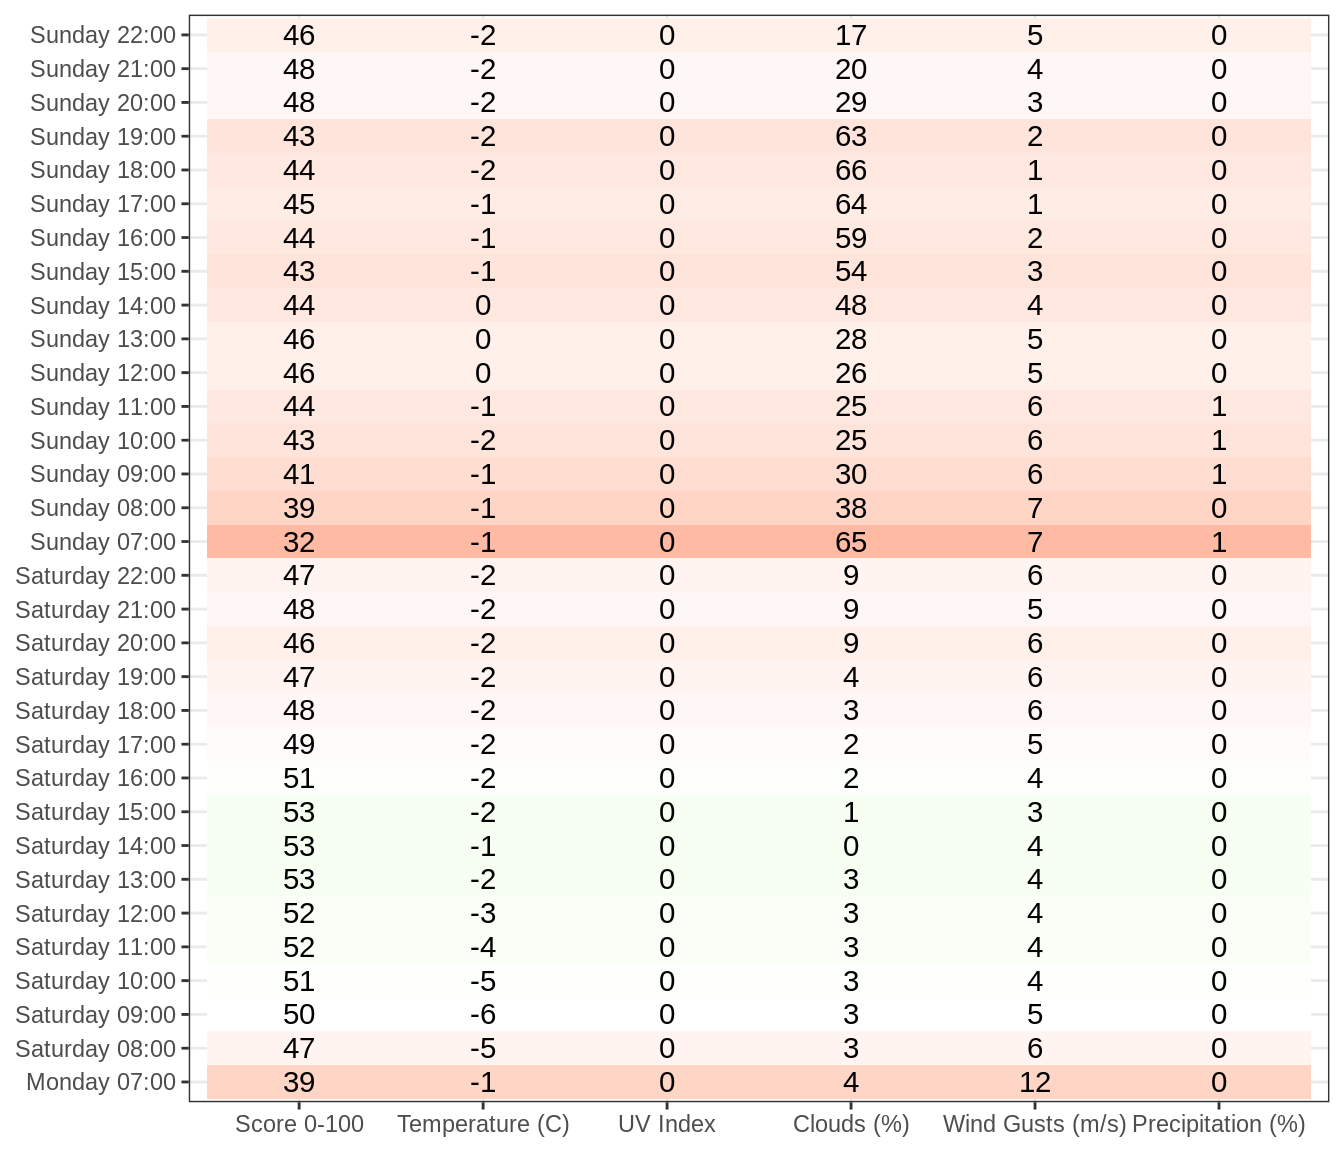 Sunday 22:00 46 -2 0 17 5 0
Sunday 21:00 48 -2 0 20 4 0
Sunday 20:00 48 -2 0 29 3 0
Sunday 19:00 43 -2 0 63 2 0
Sunday 18:00 44 -2 0 66 1 0
Sunday 17:00 45 -1 0 64 1 0
Sunday 16:00 44 -1 0 59 2 0
Sunday 15:00 43 -1 0 54 3 0
Sunday 14:00 44 0 0 48 4 0
Sunday 13:00 46 0 0 28 5 0
Sunday 12:00 46 0 0 26 5 0
Sunday 11:00 44 -1 0 25 6 1
Sunday 10:00 43 -2 0 25 6 1
Sunday 09:00 41 -1 0 30 6 1
Sunday 08:00 39 -1 0 38 7 0
Sunday 07:00 32 -1 0 65 7 1
Saturday 22:00 47 -2 0 9 6 0
Saturday 21:00 48 -2 0 9 5 0
Saturday 20:00 46 -2 0 9 6 0
Saturday 19:00 47 -2 0 4 6 0
Saturday 18:00 48 -2 0 3 6 0
Saturday 17:00 49 -2 0 2 5 0
Saturday 16:00 51 -2 0 2 4 0
Saturday 15:00 53 -2 0 1 3 0
Saturday 14:00 53 -1 0 0 4 0
Saturday 13:00 53 -2 0 3 4 0
Saturday 12:00 52 -3 0 3 4 0
Saturday 11:00 52 -4 0 3 4 0
Saturday 10:00 51 -5 0 3 4 0
Saturday 09:00 50 -6 0 3 5 0
Saturday 08:00 47 -5 0 3 6 0
Monday 07:00 39 -1 0 4 12 0
Score 0-100 Temperature (C) UV Index Clouds (%) Wind Gusts (m/s) Precipitation (%)